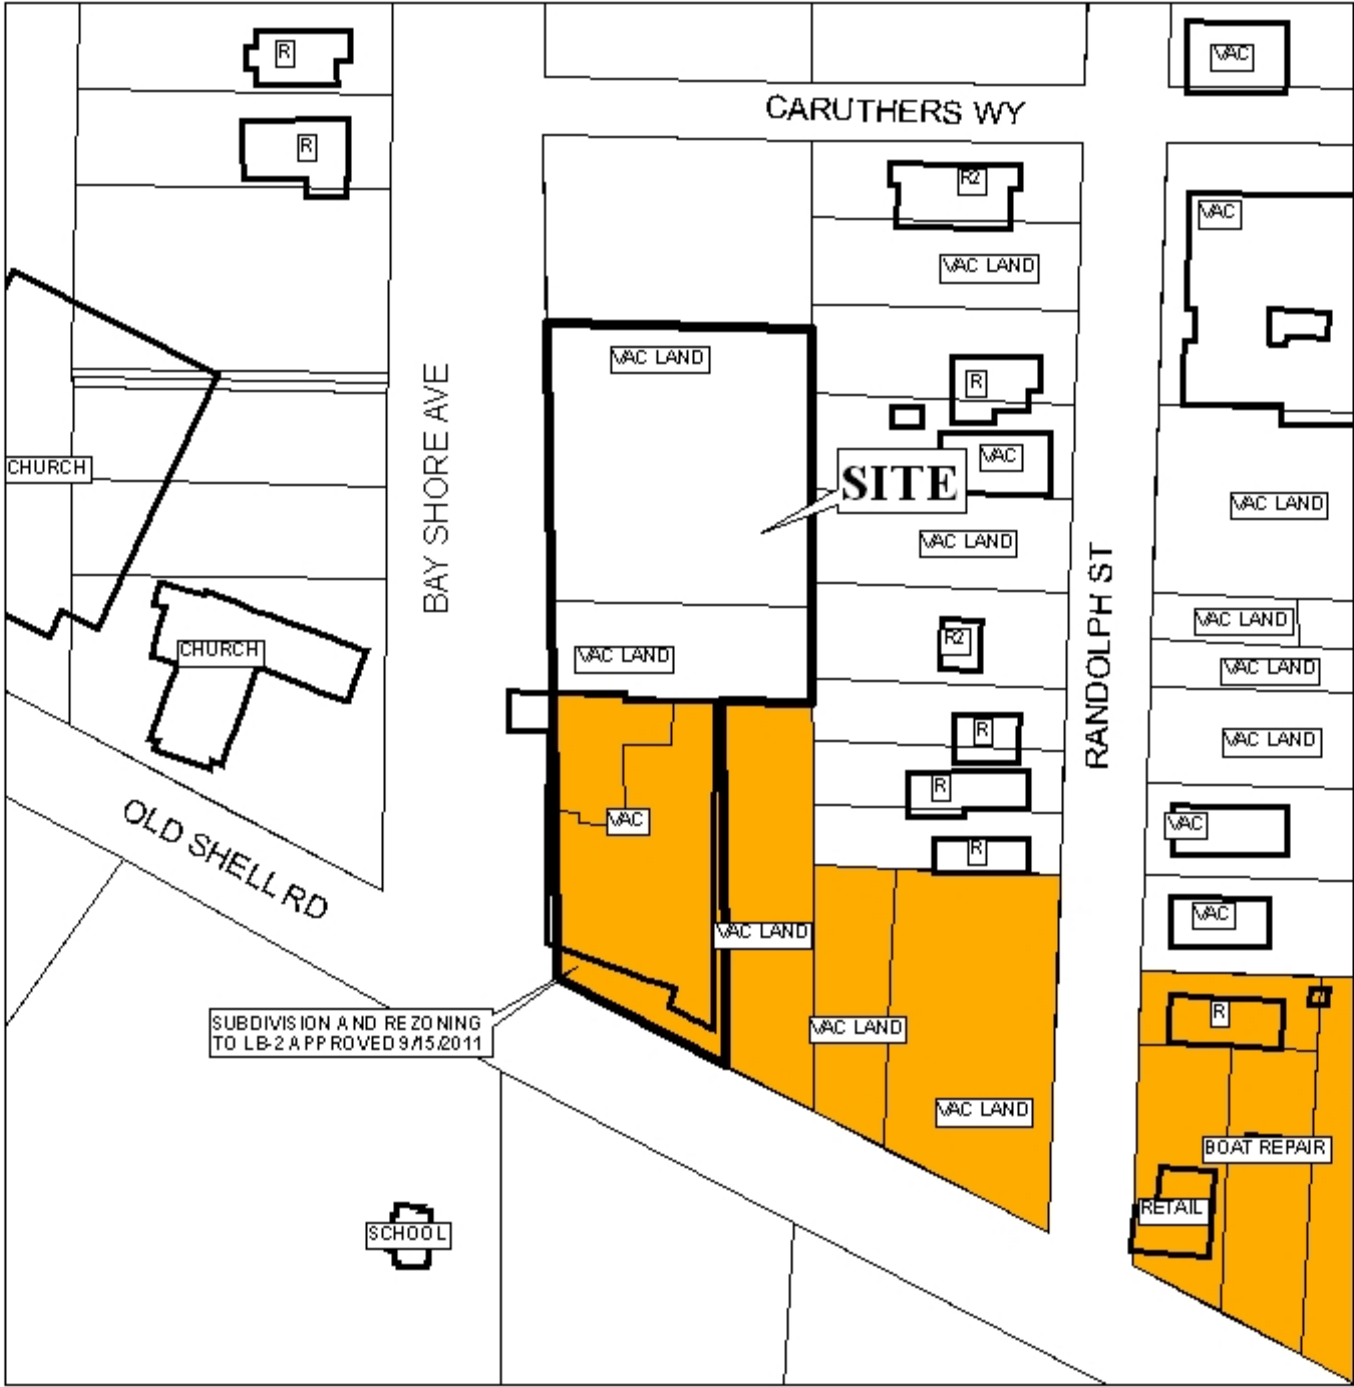 R
VAC
CARUTHERS WY
R
R2
VAC
VAC LAND
VAC LAND
R
BAY SHORE AVE
CHURCH
VAC
SITE
VAC LAND
VAC LAND
RANDOLPH ST
VAC LAND
R2
CHURCH
VAC LAND
VAC LAND
R
VAC LAND
R
OLD SHELL RD
VAC
VAC
R
VAC
VAC LAND
SUBDIVISION AND REZONING
TO LB-2 APPROVED 9/15/2011
VAC LAND
R
VAC LAND
BOAT REPAIR
RETAIL
SCHOOL